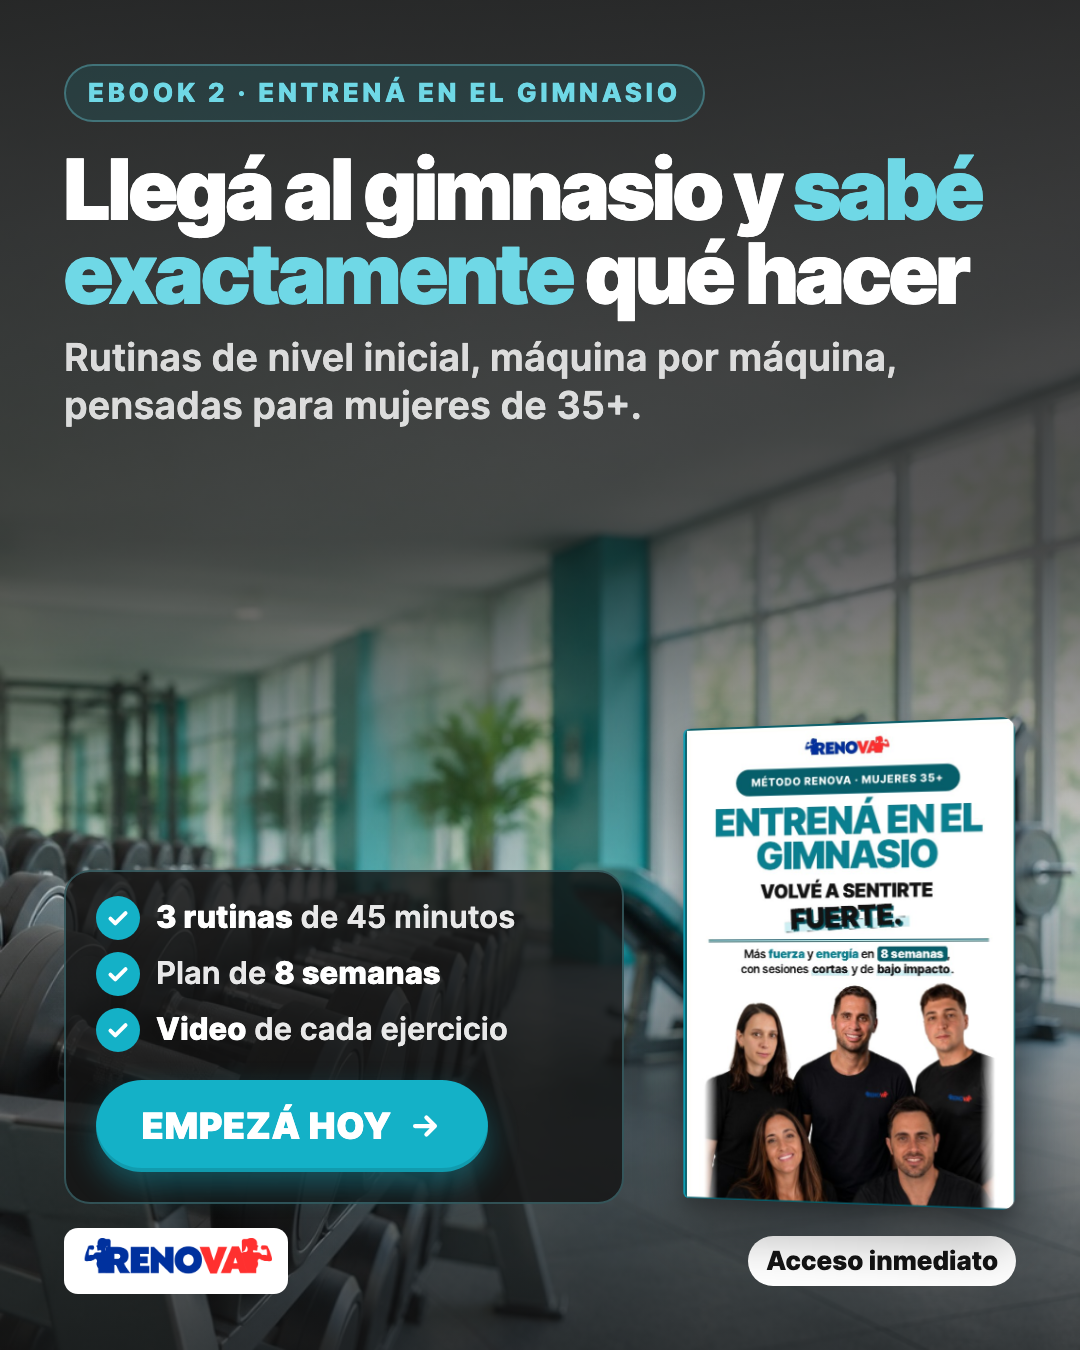 EBOOK 2 · ENTRENÁ EN EL GIMNASIO
Llegá al gimnasio y sabé
exactamente qué hacer
Rutinas de nivel inicial, máquina por máquina,
pensadas para mujeres de 35+.
3 rutinas de 45 minutos
Plan de 8 semanas
Video de cada ejercicio
EMPEZÁ HOY →
RENOVA
RENOVA
MÉTODO RENOVA · MUJERES 35+
ENTRENÁ EN EL
GIMNASIO
VOLVÉ A SENTIRTE
FUERTE.
Más fuerza y energía en 8 semanas
con sesiones cortas y de bajo impacto.
Acceso inmediato